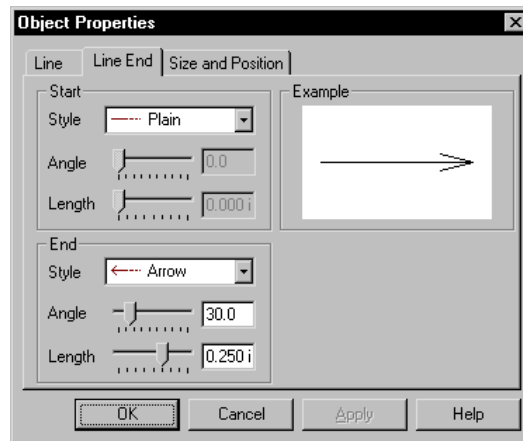 Object Properties
Line
Line End
Size and Position
Start
Style
Plain
Angle
0.0
Length
0.000 i
Example
End
Style
Arrow
Angle
30.0
Length
0.250 i
OK
Cancel
Apply
Help